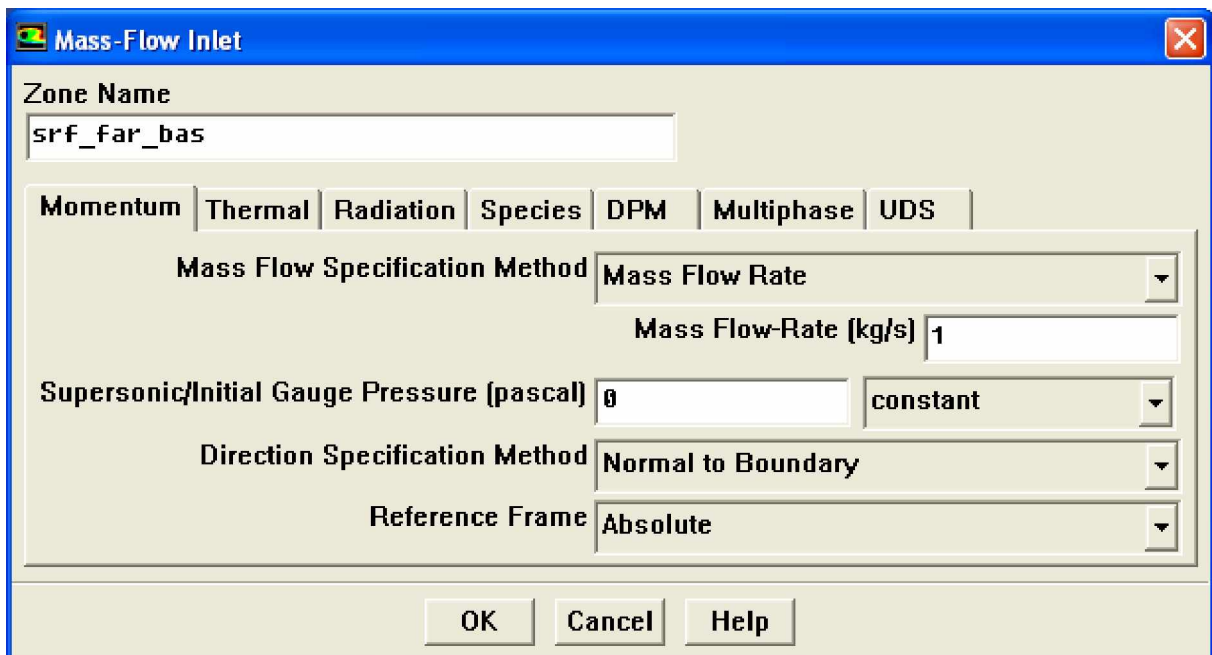 Mass-Flow Inlet
Zone Name
srf_far_bas
Momentum Thermal Radiation Species DPM Multiphase UDS
Mass Flow Specification Method Mass Flow Rate
Mass Flow-Rate (kg/s) 1
Supersonic/Initial Gauge Pressure (pascal) 0 constant
Direction Specification Method Normal to Boundary
Reference Frame Absolute
OK Cancel Help